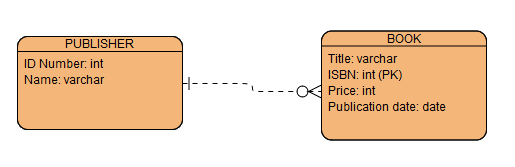 PUBLISHER
ID Number: int
Name: varchar
BOOK
Title: varchar
ISBN: int (PK)
Price: int
Publication date: date